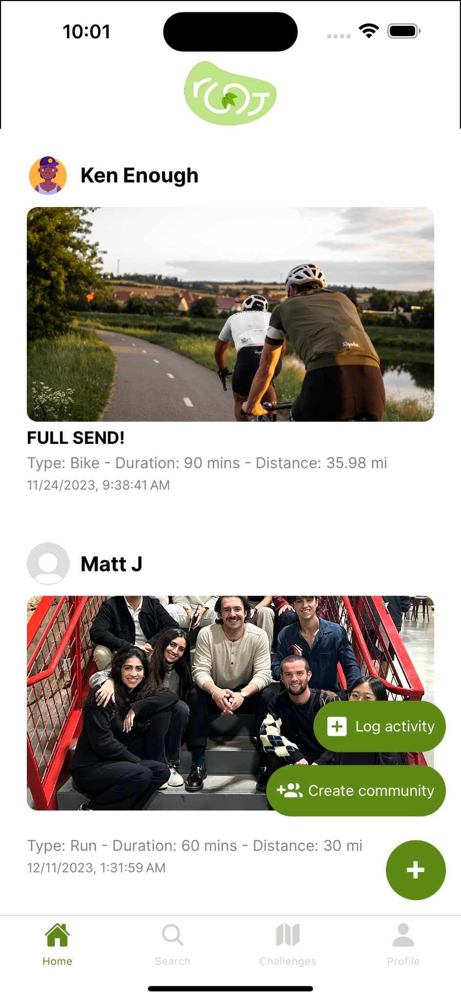 10:01
root
Ken Enough
Rapha.
Rapha
FULL SEND!
Type: Bike - Duration: 90 mins - Distance: 35.98 mi
11/24/2023, 9:38:41 AM
Matt J
Log activity
Create community
Type: Run - Duration: 60 mins - Distance: 30 mi
12/11/2023, 1:31:59 AM
Home
Search
Challenges
Profile